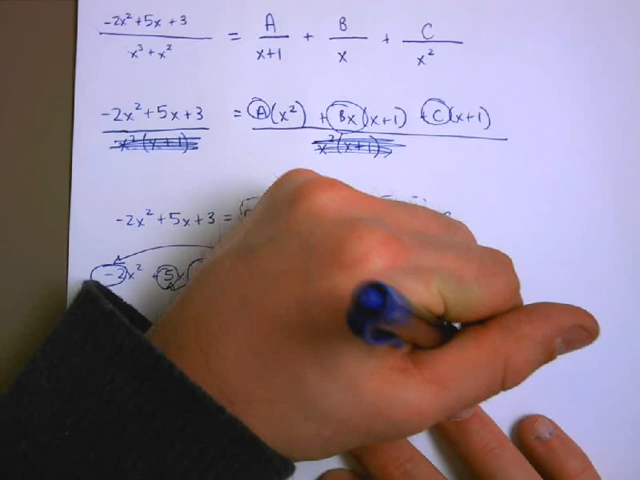 (-2x² + 5x + 3)/(x³ + x²) = A/(x+1) + B/x + C/x²
(-2x² + 5x + 3)/(x²(x+1)) = (A(x²) + Bx(x+1) + C(x+1))/(x²(x+1))
-2x² + 5x + 3 =
-2x² + 5x